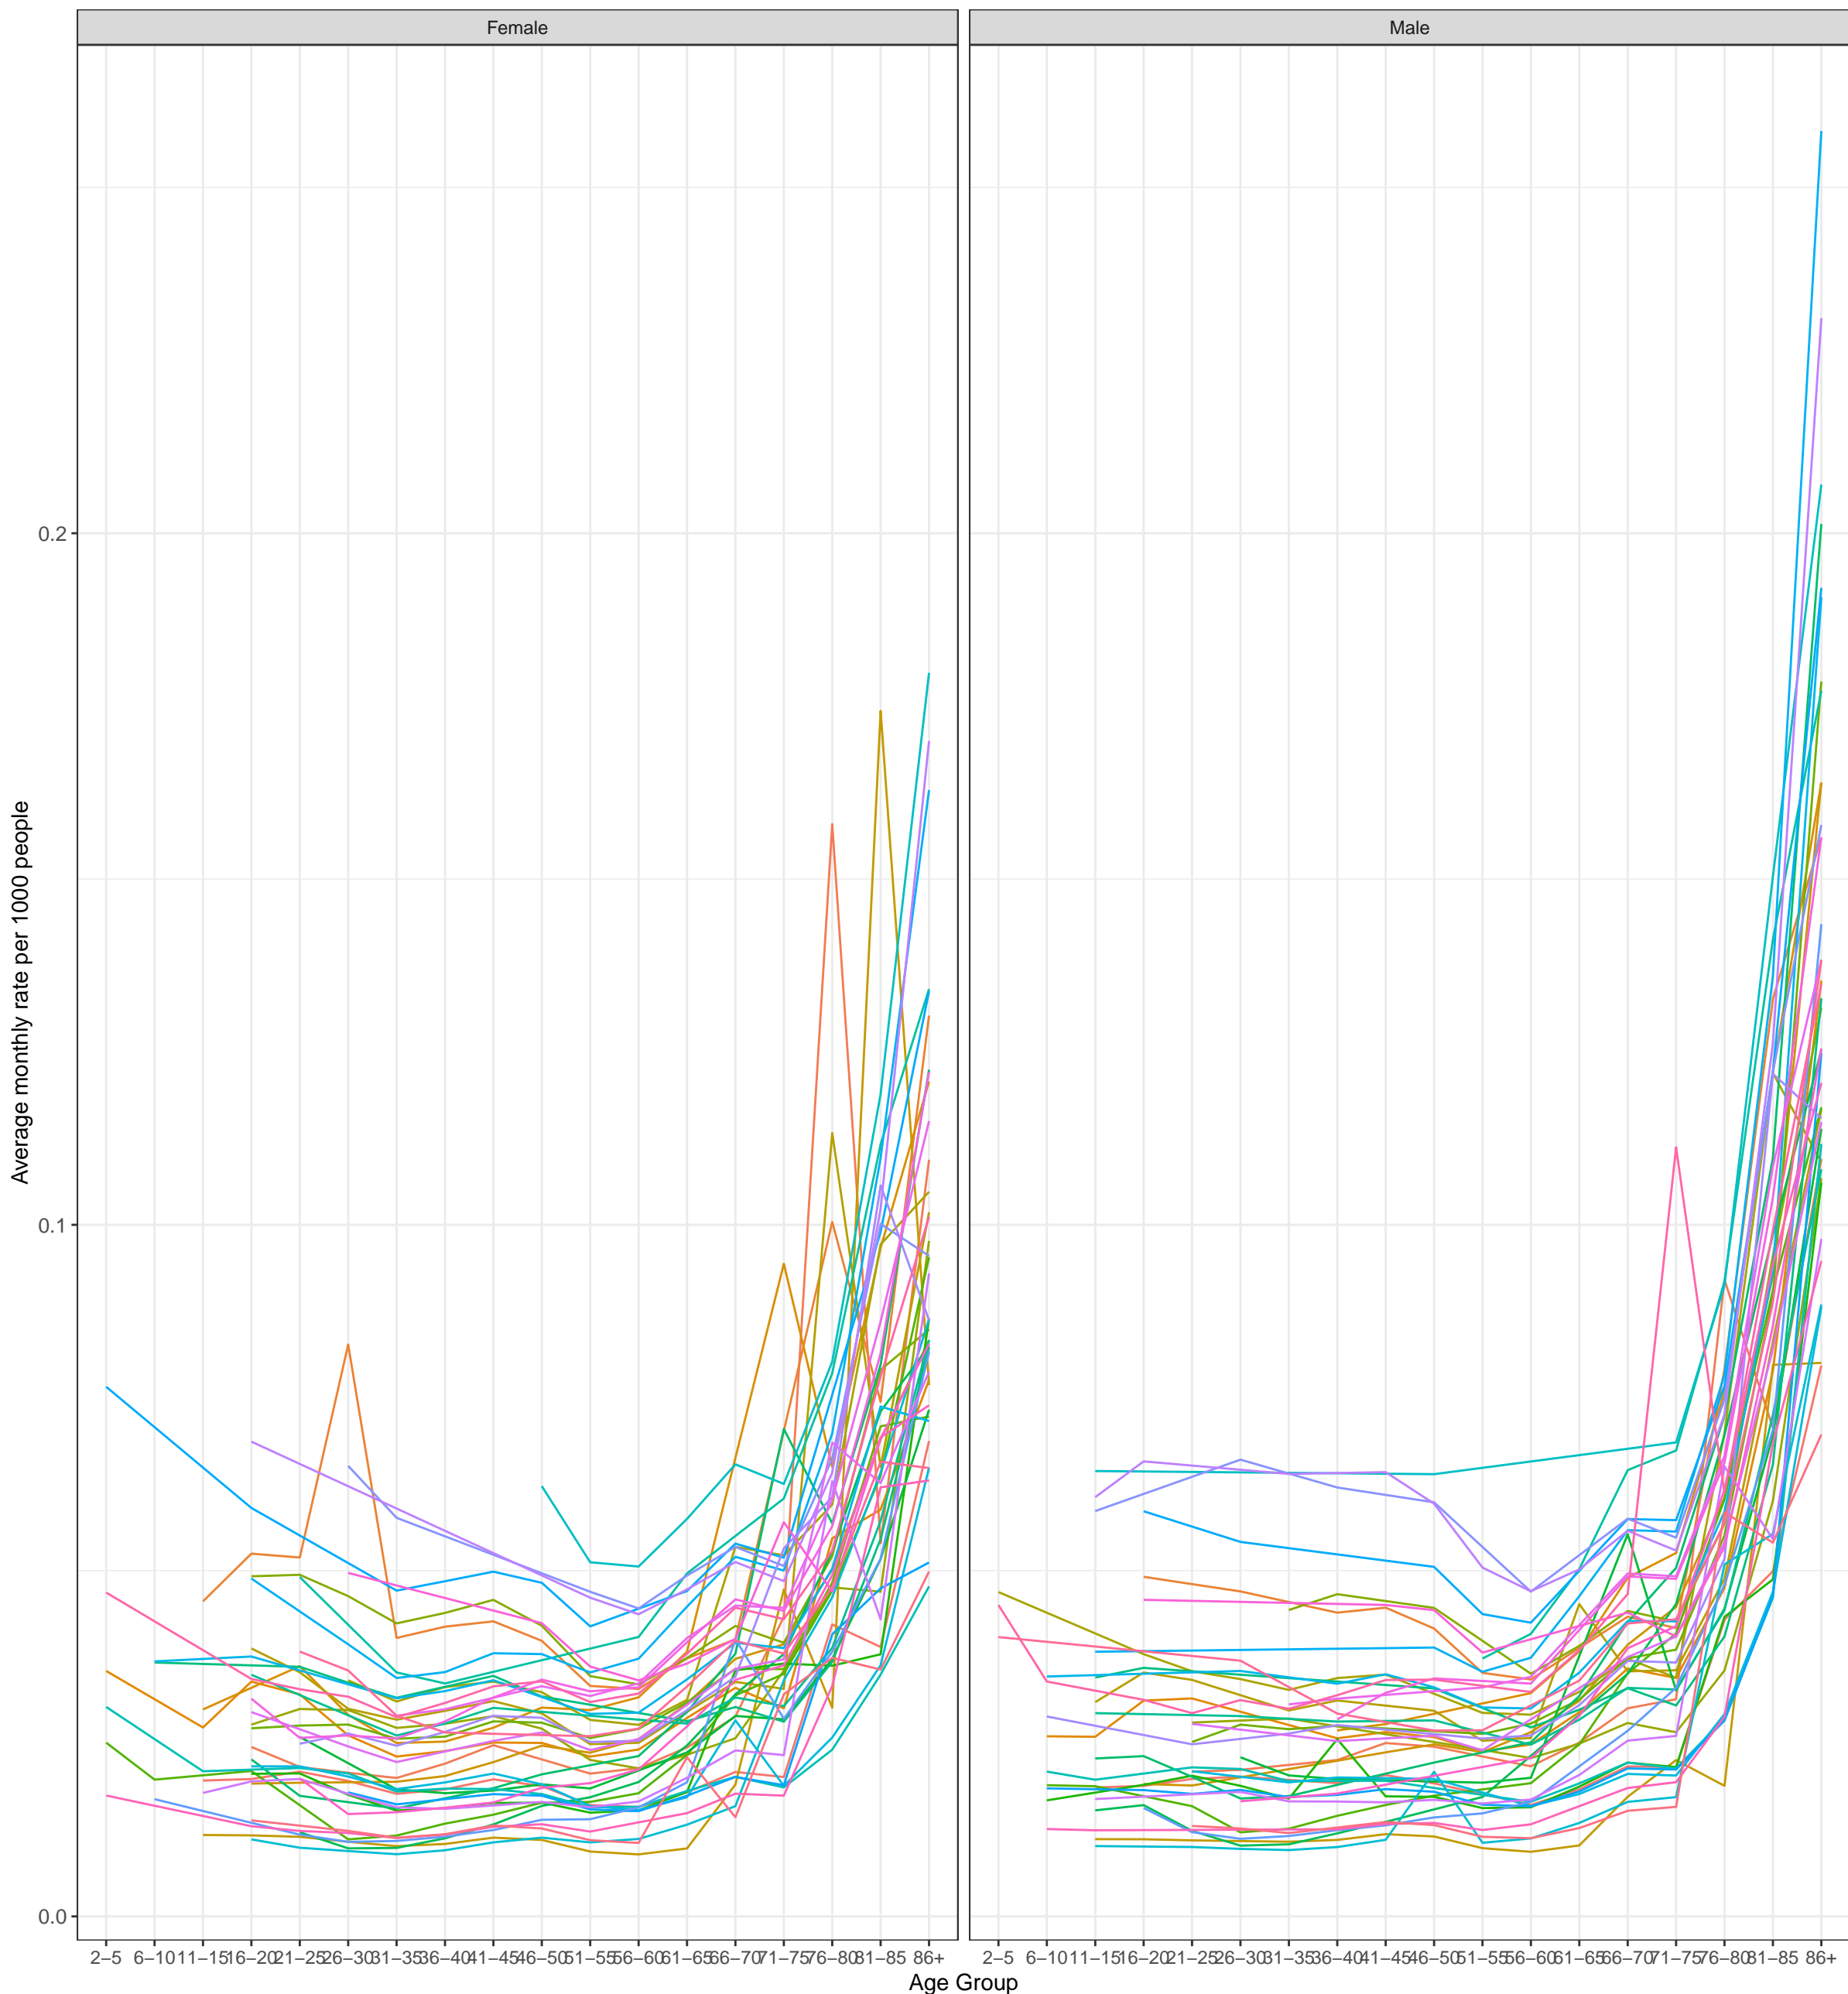 Female
Male
Average monthly rate per 1000 people
0.2
0.1
0.0
2–5 6–10 11–15 16–20 21–25 26–30 31–35 36–40 41–45 46–50 51–55 56–60 61–65 66–70 71–75 76–80 81–85 86+
2–5 6–10 11–15 16–20 21–25 26–30 31–35 36–40 41–45 46–50 51–55 56–60 61–65 66–70 71–75 76–80 81–85 86+
Age Group